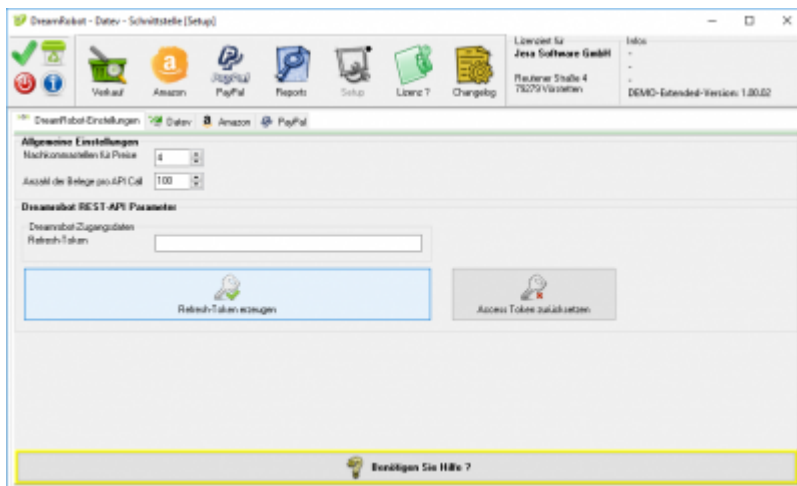 DreamRobot - Datev - Schnittstelle [Setup]
Verkauf
Amazon
PayPal
PayPal
Reports
Setup
Lizenz ?
Changelog
Lizenziert für
Jera Software GmbH
Reutener Straße 4
79279 Vörstetten
Infos
-
-
-
DEMO-Extended-Version: 1.00.02
DreamRobot-Einstellungen
Datev
Amazon
PayPal
Allgemeine Einstellungen
Nachkommastellen für Preise
4
Anzahl der Belege pro API Call
100
Dreamrobot REST-API Parameter
Dreamrobot-Zugangsdaten
Refresh-Token
Refresh-Token erzeugen
Access Token zurücksetzen
Benötigen Sie Hilfe ?